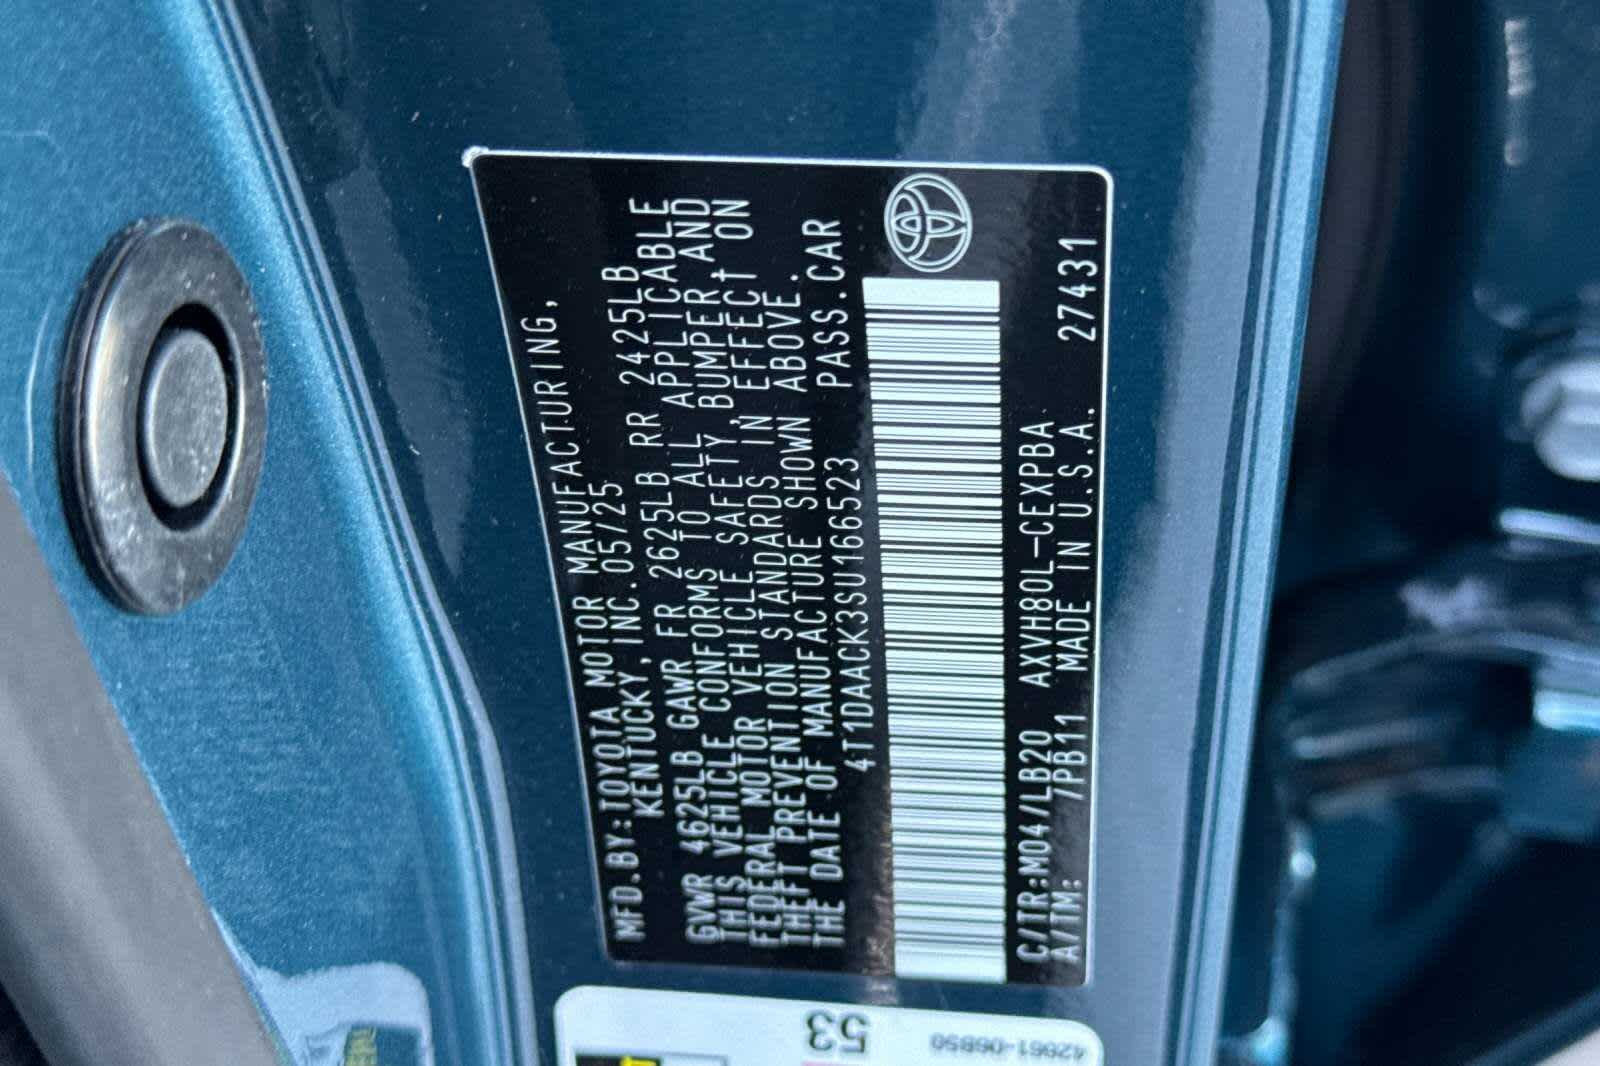 MFD.BY:TOYOTA MOTOR MANUFACTURING,
KENTUCKY, INC. 05/25
GVWR 4625LB GAWR FR 2625LB RR 2425LB
THIS VEHICLE CONFORMS TO ALL APPLICABLE
FEDERAL MOTOR VEHICLE SAFETY, BUMPER, AND
THEFT PREVENTION STANDARDS IN EFFECT ON
THE DATE OF MANUFACTURE SHOWN ABOVE.
4T1DAACK3SU166523 PASS.CAR
C/TR:M04/LB20 AXVH80L-CEXPBA 27431
A/TM: /PB11 MADE IN U.S.A.
53
42661-06B50